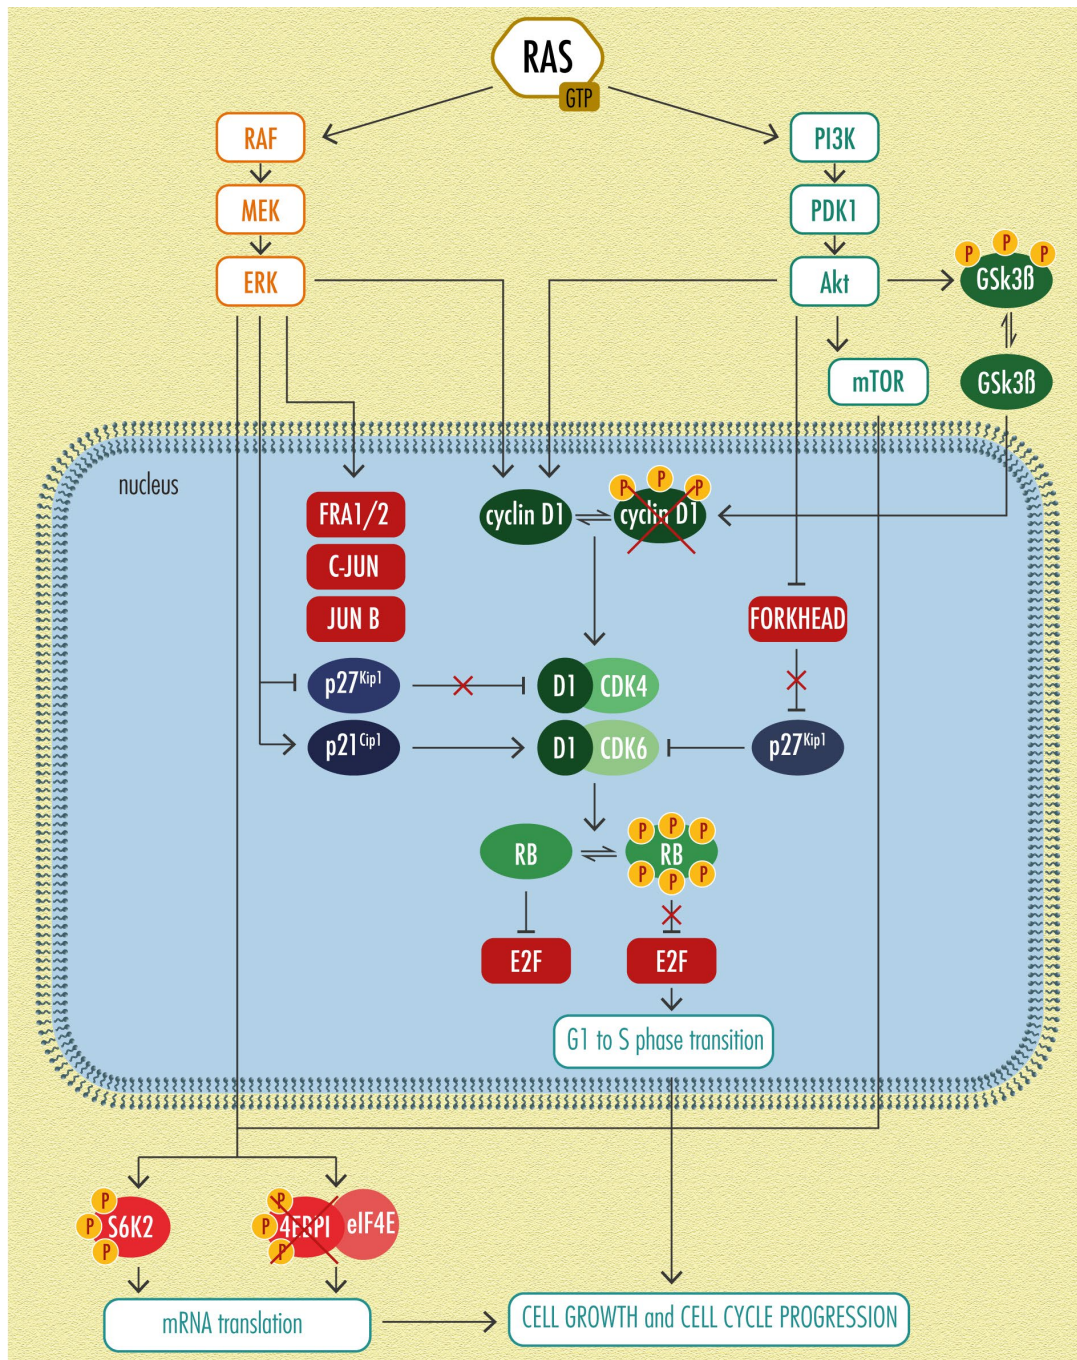 RAS
GTP
RAF
PI3K
MEK
PDK1
P
P
P
ERK
Akt
GSk3ß
mTOR
GSk3ß
nucleus
P
P
P
FRA1/2
cyclin D1
cyclin D1
C-JUN
JUN B
FORKHEAD
p27Kip1
D1
CDK4
p21Cip1
D1
CDK6
p27Kip1
P
P
P
RB
RB
P
P
P
E2F
E2F
G1 to S phase transition
P
P
S6K2
P
P
P
4EBPI
eIF4E
P
mRNA translation
CELL GROWTH and CELL CYCLE PROGRESSION